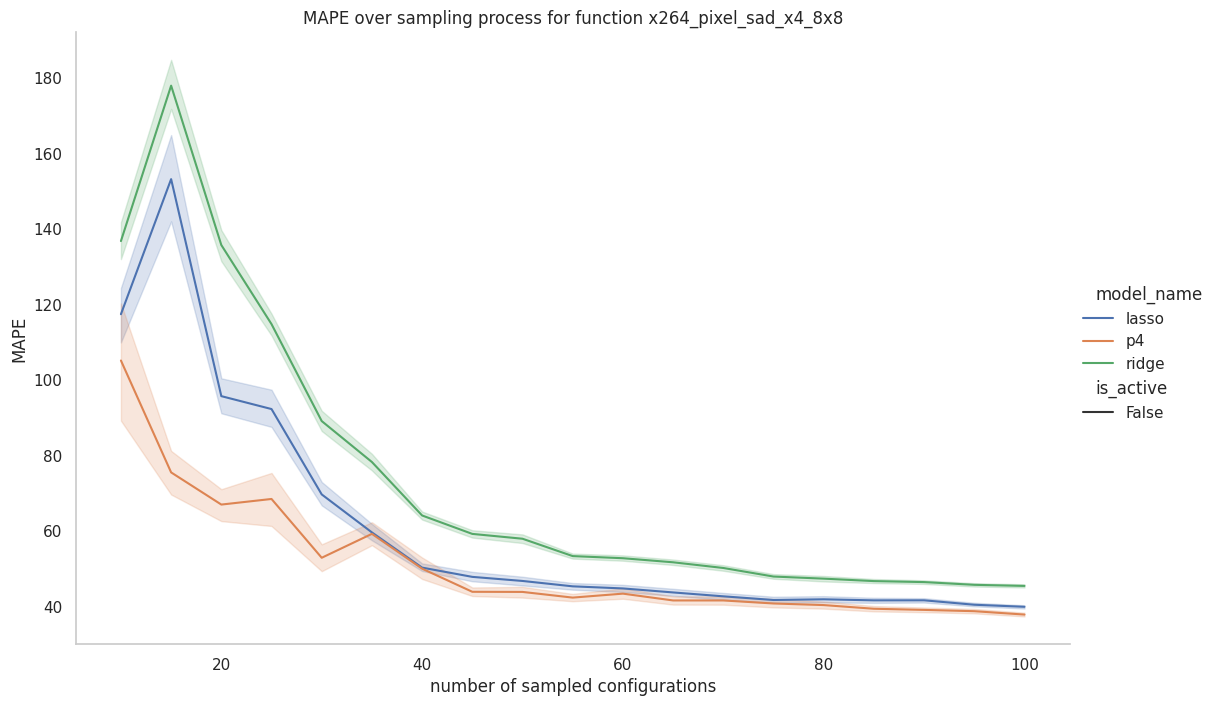 MAPE over sampling process for function x264_pixel_sad_x4_8x8
MAPE
180
160
140
120
100
80
60
40
20
40
60
80
100
number of sampled configurations
model_name
lasso
p4
ridge
is_active
False